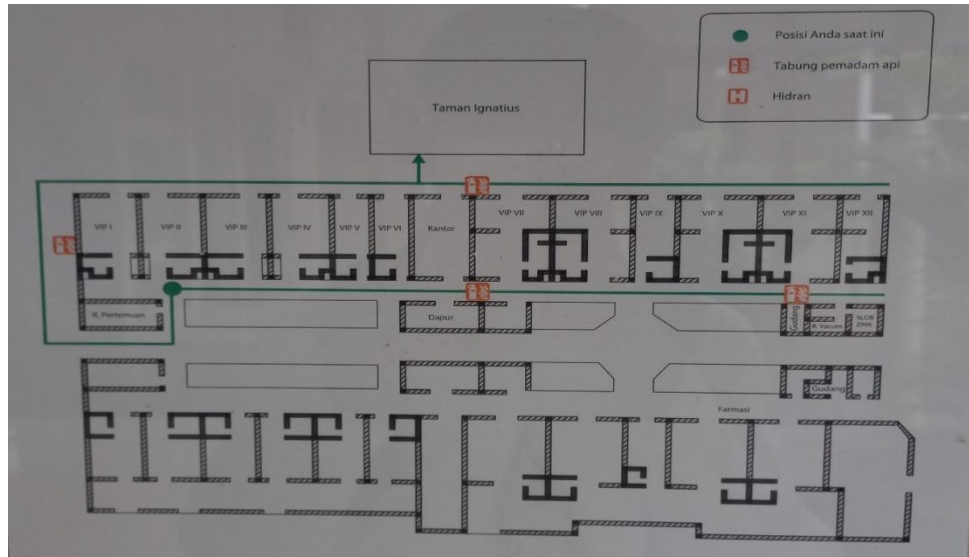 Posisi Anda saat ini
Tabung pemadam api
H Hidran
Taman Ignatius
VIP I
VIP II
VIP III
VIP IV
VIP V
VIP VI
Kantor
VIP VII
VIP VIII
VIP IX
VIP X
VIP XI
VIP XII
R. Pertemuan
Dapur
Gudang
R. Vacum
SLOB
ZINK
Gudang
Farmasi